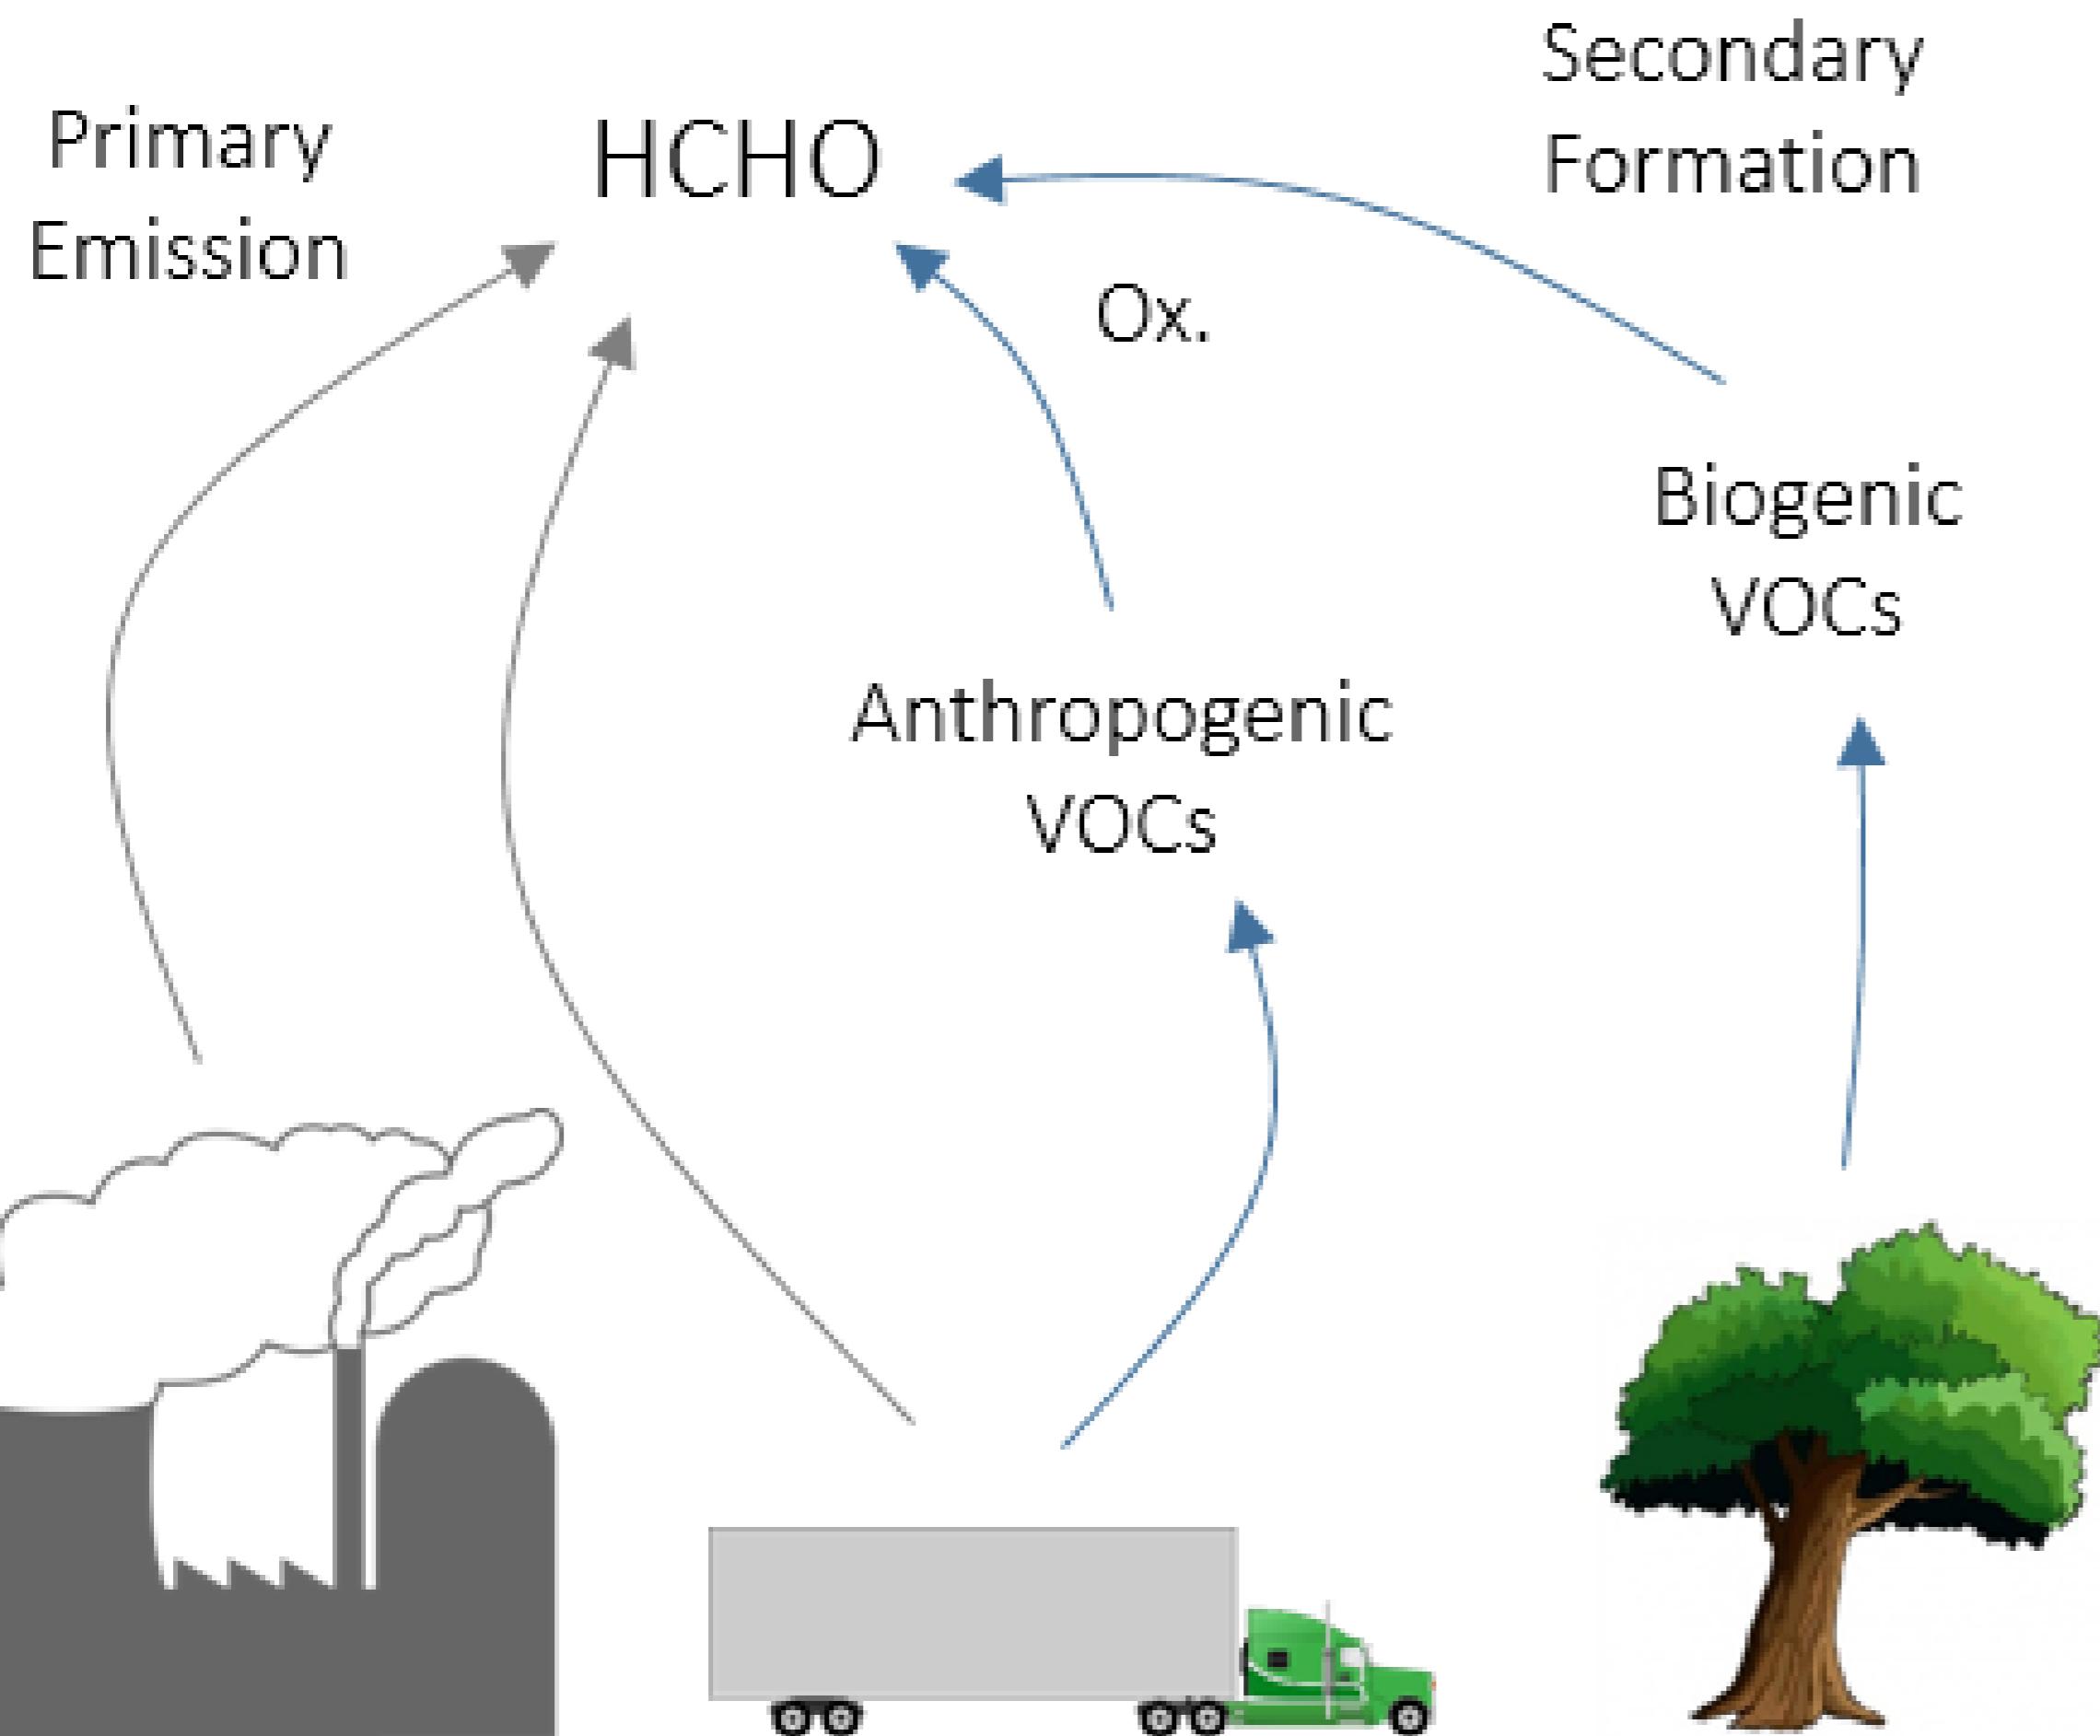 Primary
Emission
HCHO
Secondary
Formation
Ox.
Biogenic
VOCs
Anthropogenic
VOCs